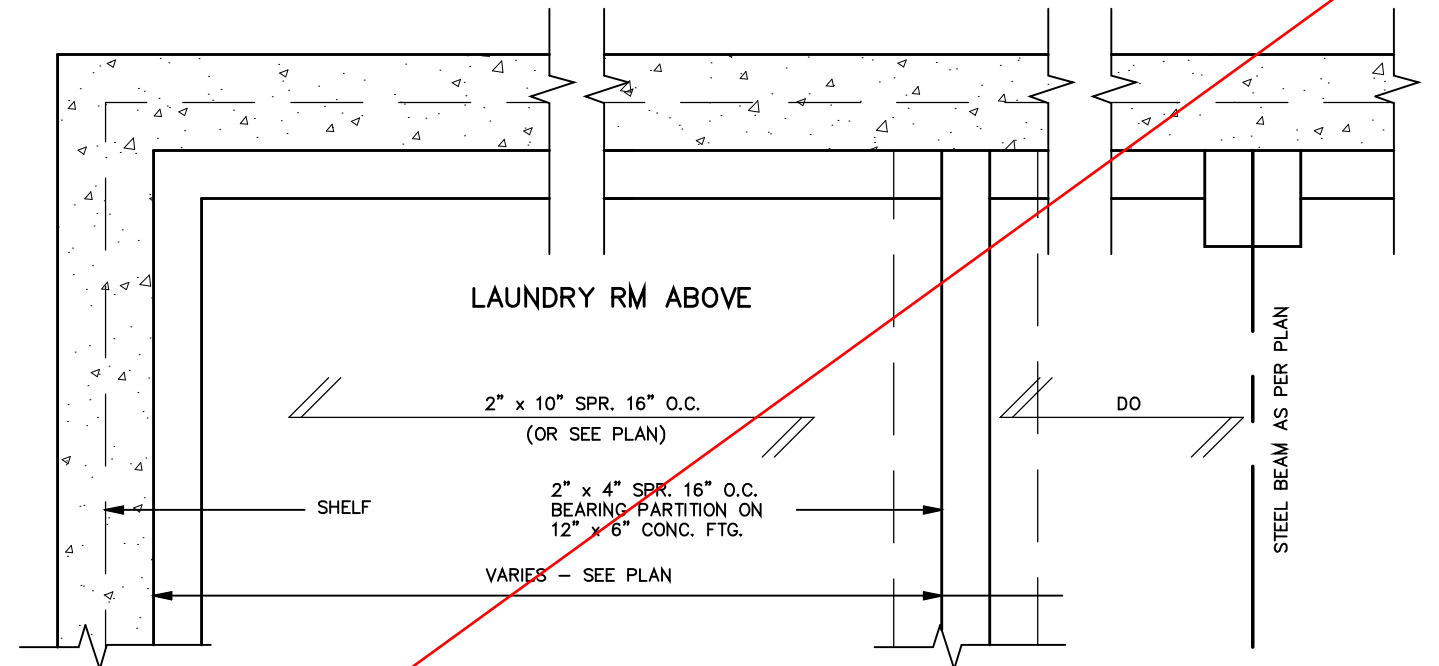 LAUNDRY RM ABOVE
2" x 10" SPR. 16" O.C.
(OR SEE PLAN)
DO
STEEL BEAM AS PER PLAN
SHELF
2" x 4" SPR. 16" O.C.
BEARING PARTITION ON
12" x 6" CONC. FTG.
VARIES – SEE PLAN